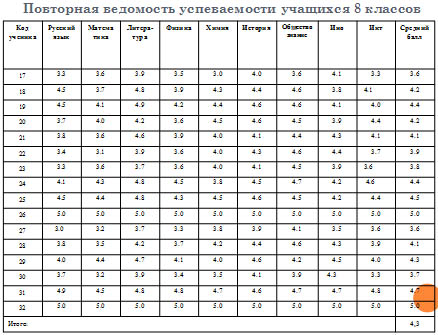 Повторная ведомость успеваемости учащихся 8 классов
Код ученика Русский язык Матема тика Литера- тура Физика Химия История Общество знание Ино Икт Средний балл
17 3.3 3.6 3.9 3.5 3.0 4.0 3.6 4.1 3.3 3.6
18 4.5 3.7 4.8 3.9 4.3 4.4 4.6 3.8 4.1 4.2
19 4.5 4.1 4.9 4.2 4.4 4.6 4.6 4.1 4.0 4.4
20 3.7 4.0 4.2 3.6 4.5 4.6 4.5 3.9 4.4 4.2
21 3.8 3.6 4.6 3.9 4.0 4.1 4.4 4.3 4.1 4.1
22 3.4 3.1 3.9 3.6 4.0 4.3 4.6 4.4 3.7 3.9
23 3.3 3.6 3.7 3.6 4.0 4.1 4.5 3.9 3.6 3.8
24 4.1 4.3 4.8 4.5 3.8 4.5 4.7 4.2 4.6 4.4
25 4.5 4.4 4.8 4.3 4.5 4.6 4.5 4.2 4.4 4.5
26 5.0 5.0 5.0 5.0 5.0 5.0 5.0 5.0 5.0 5.0
27 3.0 3.2 3.7 3.3 3.8 3.9 4.1 3.5 3.6 3.6
28 3.8 3.5 4.2 3.7 4.2 4.4 4.6 4.3 3.9 4.1
29 4.0 4.4 4.7 4.1 4.0 4.6 4.2 4.5 4.0 4.3
30 3.7 3.2 3.9 3.4 3.5 4.1 3.9 4.3 3.3 3.7
31 4.9 4.5 4.8 4.8 4.7 4.6 4.7 4.7 4.8 4.7
32 5.0 5.0 5.0 5.0 5.0 5.0 5.0 5.0 5.0 5.0
Итого: 4,3